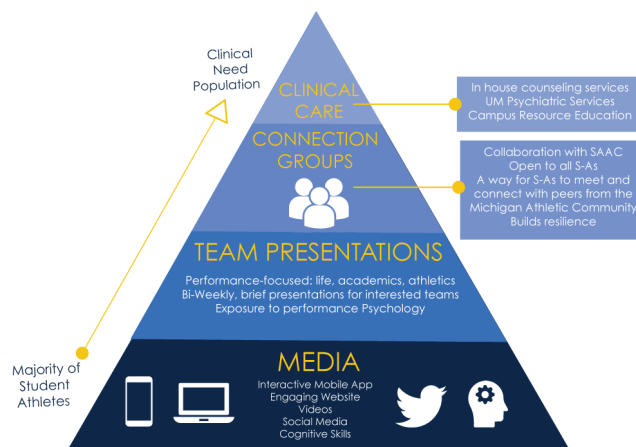 Clinical
Need
Population
CLINICAL
CARE
In house counseling services
UM Psychiatric Services
Campus Resource Education
CONNECTION
GROUPS
Collaboration with SAAC
Open to all S-As
A way for S-As to meet and
connect with peers from the
Michigan Athletic Community
Builds resilience
TEAM PRESENTATIONS
Performance-focused: life, academics, athletics
Bi-Weekly, brief presentations for interested teams
Exposure to performance Psychology
Majority of
Student
Athletes
MEDIA
Interactive Mobile App
Engaging Website
Videos
Social Media
Cognitive Skills